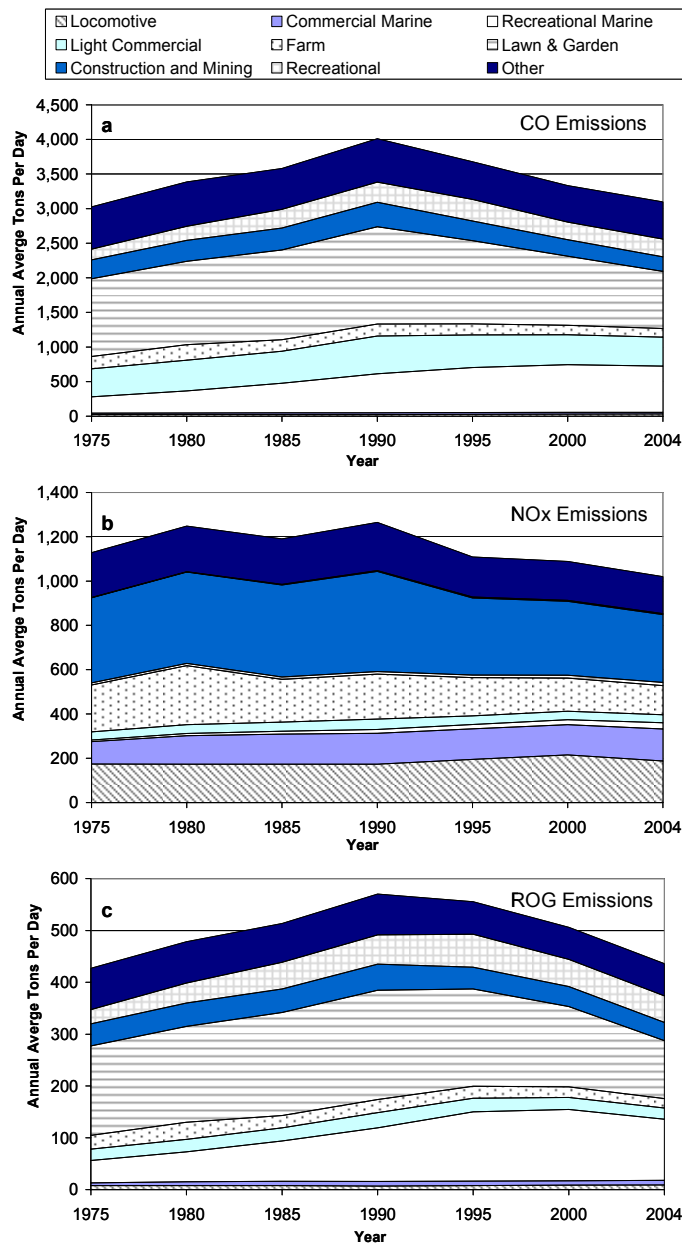 Locomotive Commercial Marine Recreational Marine
Light Commercial Farm Lawn & Garden
Construction and Mining Recreational Other
a CO Emissions
Annual Averge Tons Per Day
4,500
4,000
3,500
3,000
2,500
2,000
1,500
1,000
500
0
1975 1980 1985 1990 1995 2000 2004
Year
b NOx Emissions
Annual Averge Tons Per Day
1,400
1,200
1,000
800
600
400
200
0
1975 1980 1985 1990 1995 2000 2004
Year
c ROG Emissions
Annual Averge Tons Per Day
600
500
400
300
200
100
0
1975 1980 1985 1990 1995 2000 2004
Year